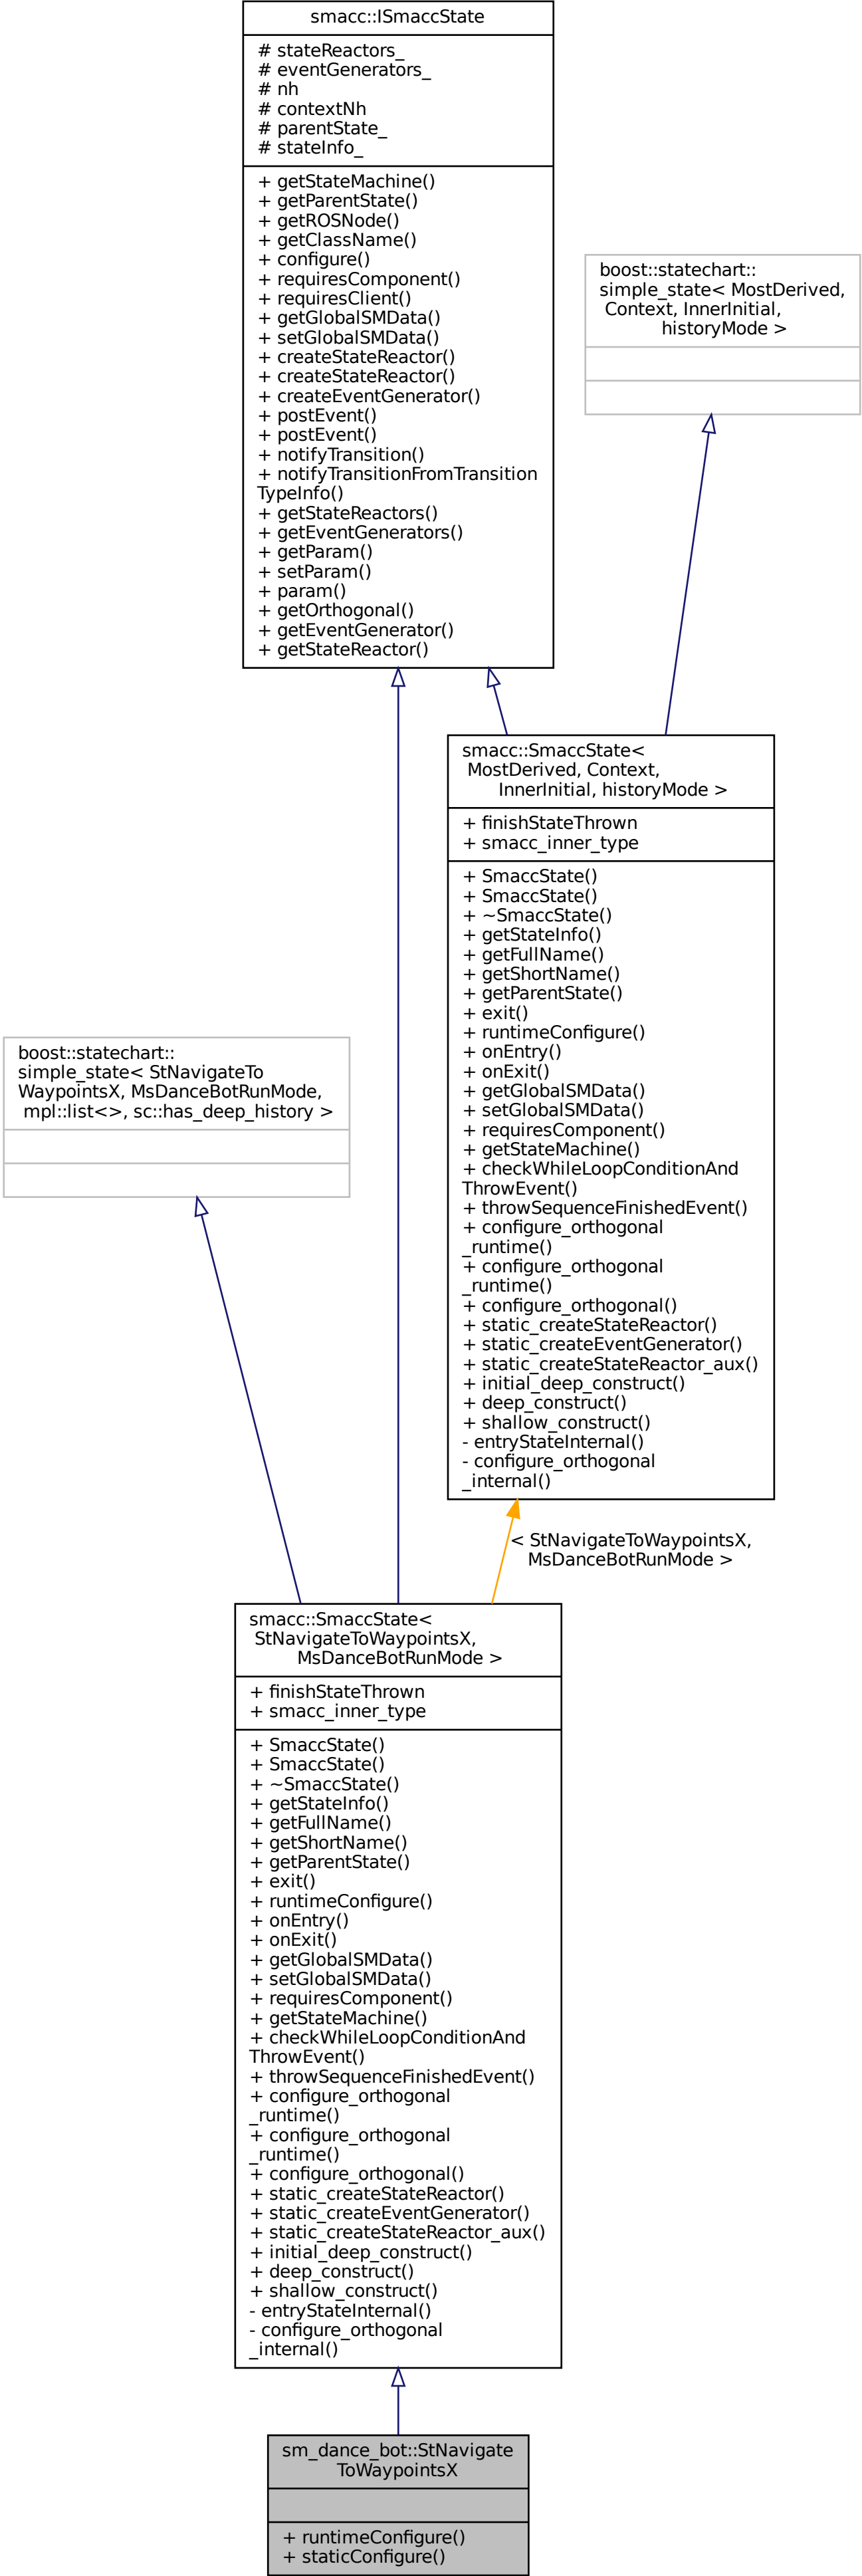 smacc::ISmaccState
# stateReactors_
# eventGenerators_
# nh
# contextNh
# parentState_
# stateInfo_
+ getStateMachine()
+ getParentState()
+ getROSNode()
+ getClassName()
+ configure()
+ requiresComponent()
+ requiresClient()
+ getGlobalSMData()
+ setGlobalSMData()
+ createStateReactor()
+ createStateReactor()
+ createEventGenerator()
+ postEvent()
+ postEvent()
+ notifyTransition()
+ notifyTransitionFromTransition
TypeInfo()
+ getStateReactors()
+ getEventGenerators()
+ getParam()
+ setParam()
+ param()
+ getOrthogonal()
+ getEventGenerator()
+ getStateReactor()
boost::statechart::
simple_state< MostDerived,
Context, InnerInitial,
historyMode >
smacc::SmaccState<
MostDerived, Context,
InnerInitial, historyMode >
+ finishStateThrown
+ smacc_inner_type
+ SmaccState()
+ SmaccState()
+ ~SmaccState()
+ getStateInfo()
+ getFullName()
+ getShortName()
+ getParentState()
+ exit()
+ runtimeConfigure()
+ onEntry()
+ onExit()
+ getGlobalSMData()
+ setGlobalSMData()
+ requiresComponent()
+ getStateMachine()
+ checkWhileLoopConditionAnd
ThrowEvent()
+ throwSequenceFinishedEvent()
+ configure_orthogonal
_runtime()
+ configure_orthogonal
_runtime()
+ configure_orthogonal()
+ static_createStateReactor()
+ static_createEventGenerator()
+ static_createStateReactor_aux()
+ initial_deep_construct()
+ deep_construct()
+ shallow_construct()
- entryStateInternal()
- configure_orthogonal
_internal()
boost::statechart::
simple_state< StNavigateTo
WaypointsX, MsDanceBotRunMode,
mpl::list<>, sc::has_deep_history >
< StNavigateToWaypointsX,
MsDanceBotRunMode >
smacc::SmaccState<
StNavigateToWaypointsX,
MsDanceBotRunMode >
+ finishStateThrown
+ smacc_inner_type
+ SmaccState()
+ SmaccState()
+ ~SmaccState()
+ getStateInfo()
+ getFullName()
+ getShortName()
+ getParentState()
+ exit()
+ runtimeConfigure()
+ onEntry()
+ onExit()
+ getGlobalSMData()
+ setGlobalSMData()
+ requiresComponent()
+ getStateMachine()
+ checkWhileLoopConditionAnd
ThrowEvent()
+ throwSequenceFinishedEvent()
+ configure_orthogonal
_runtime()
+ configure_orthogonal
_runtime()
+ configure_orthogonal()
+ static_createStateReactor()
+ static_createEventGenerator()
+ static_createStateReactor_aux()
+ initial_deep_construct()
+ deep_construct()
+ shallow_construct()
- entryStateInternal()
- configure_orthogonal
_internal()
sm_dance_bot::StNavigate
ToWaypointsX
+ runtimeConfigure()
+ staticConfigure()